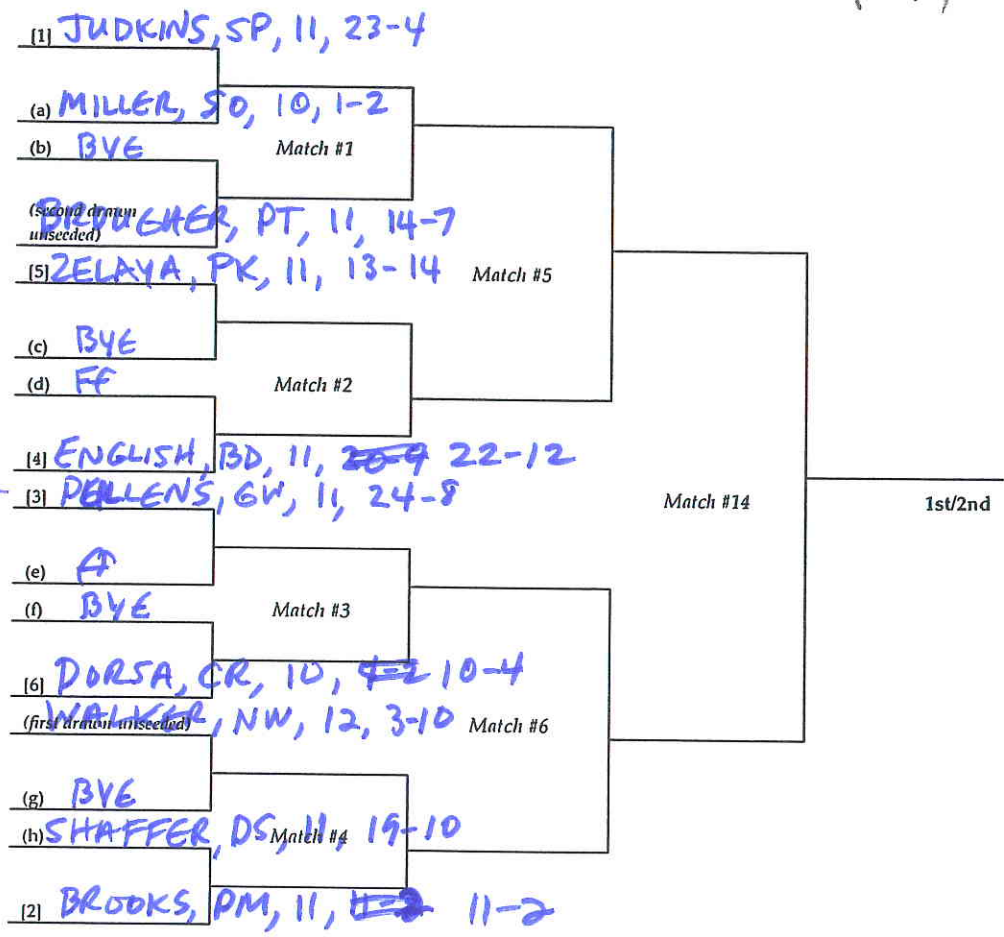 [1] JUDKINS, SP, 11, 23-4
(a) MILLER, SO, 10, 1-2
(b) BYE
Match #1
(second drawn unseeded) BROUGHER, PT, 11, 14-7
[5] ZELAYA, PK, 11, 13-14
Match #5
(c) BYE
(d) FF
Match #2
[4] ENGLISH, BD, 11, 20-9 22-12
[3] PELLENS, GW, 11, 24-8
Match #14
1st/2nd
(e)
(f) BYE
Match #3
[6] DORSA, CR, 10, 10-4
(first drawn unseeded) WALKER, NW, 12, 3-10
Match #6
(g) BYE
(h) SHAFFER, DS, 11, 19-10
Match #4
[2] BROOKS, PM, 11, 11-2